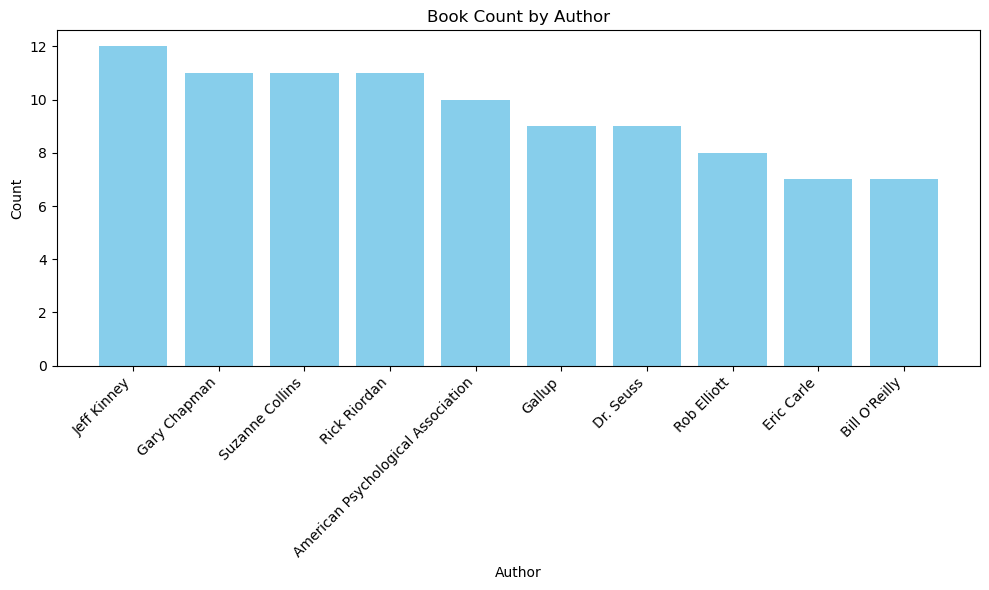 Book Count by Author
Count
12
10
8
6
4
2
0
Jeff Kinney
Gary Chapman
Suzanne Collins
Rick Riordan
American Psychological Association
Gallup
Dr. Seuss
Rob Elliott
Eric Carle
Bill O'Reilly
Author